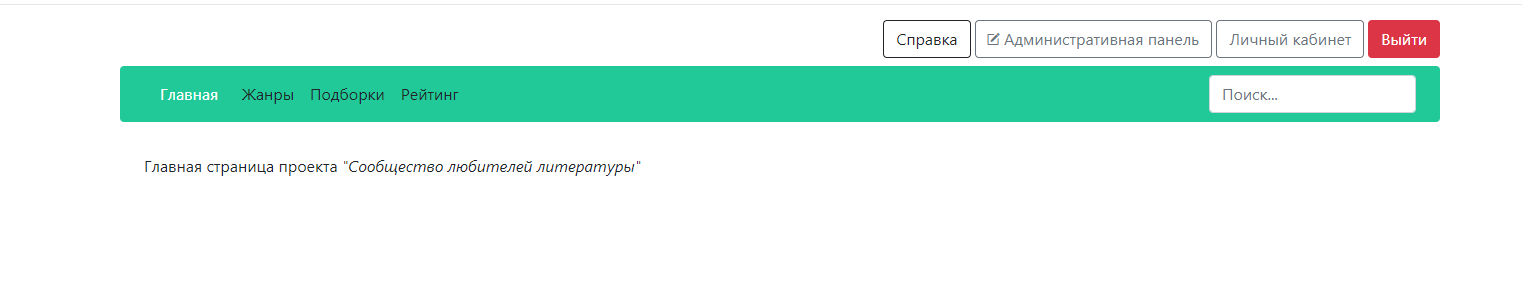 Справка Административная панель Личный кабинет Выйти
Главная Жанры Подборки Рейтинг Поиск...
Главная страница проекта "Сообщество любителей литературы"